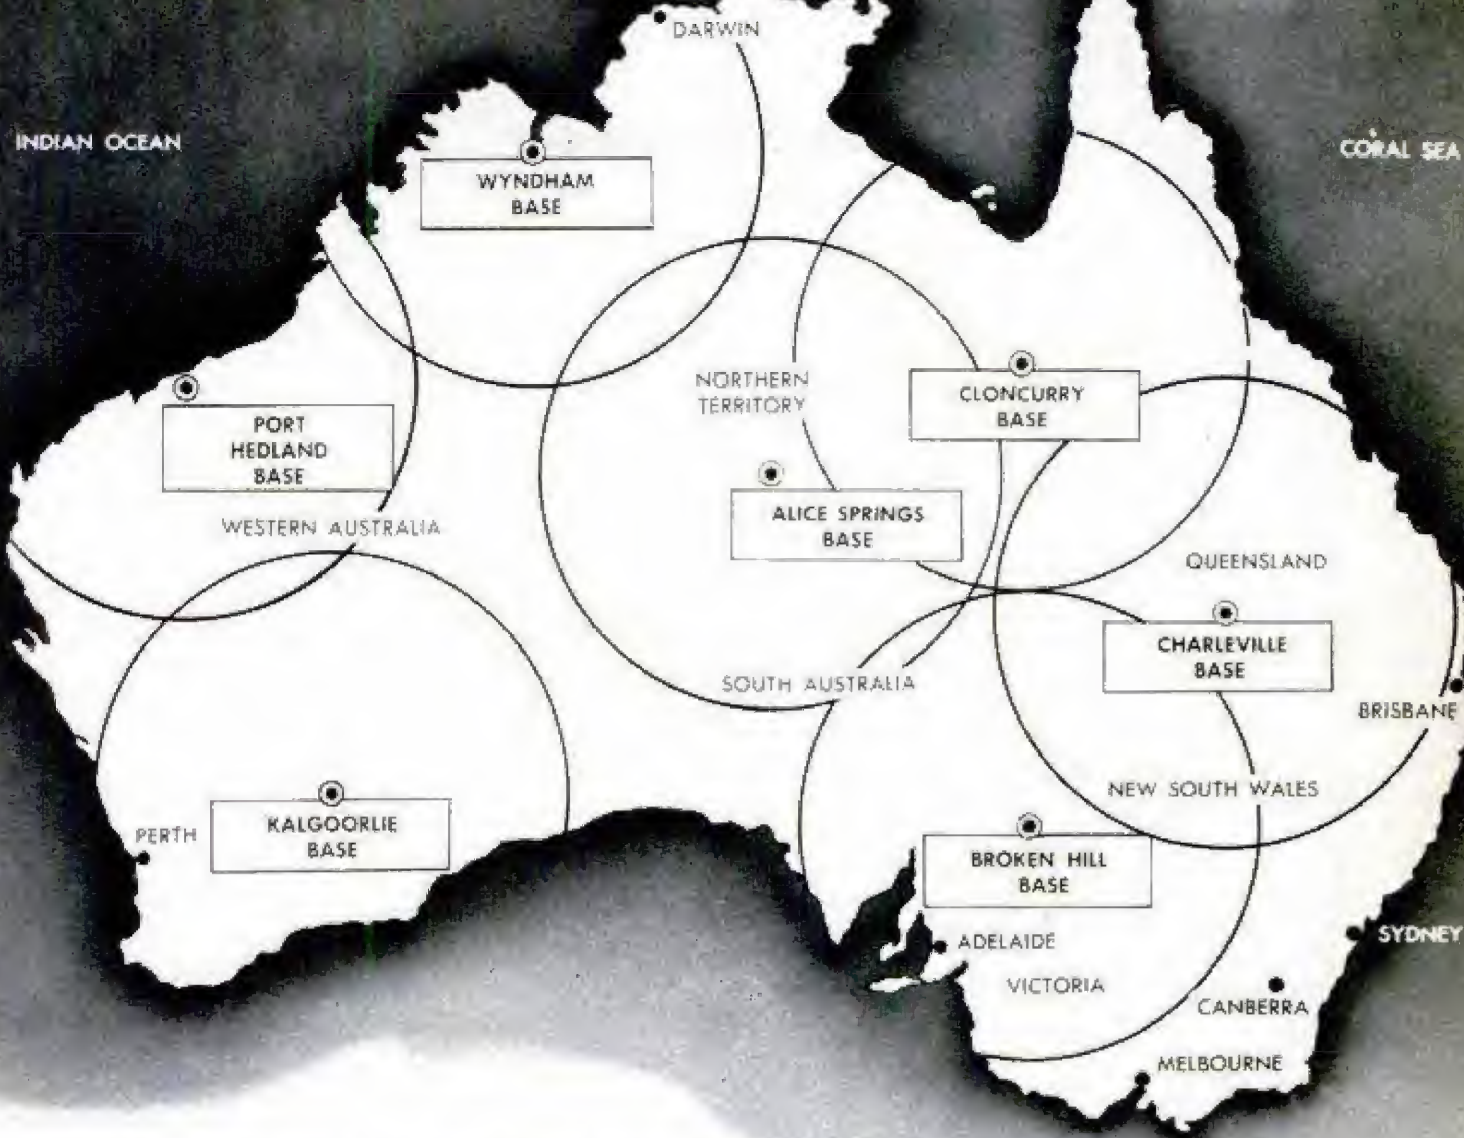 DARWIN
INDIAN OCEAN
CORAL SEA
WYNDHAM
BASE
NORTHERN
TERRITORY
CLONCURRY
BASE
PORT
HEDLAND
BASE
WESTERN AUSTRALIA
ALICE SPRINGS
BASE
QUEENSLAND
CHARLEVILLE
BASE
SOUTH AUSTRALIA
BRISBANE
NEW SOUTH WALES
PERTH
KALGOORLIE
BASE
BROKEN HILL
BASE
ADELAIDE
SYDNEY
VICTORIA
CANBERRA
MELBOURNE